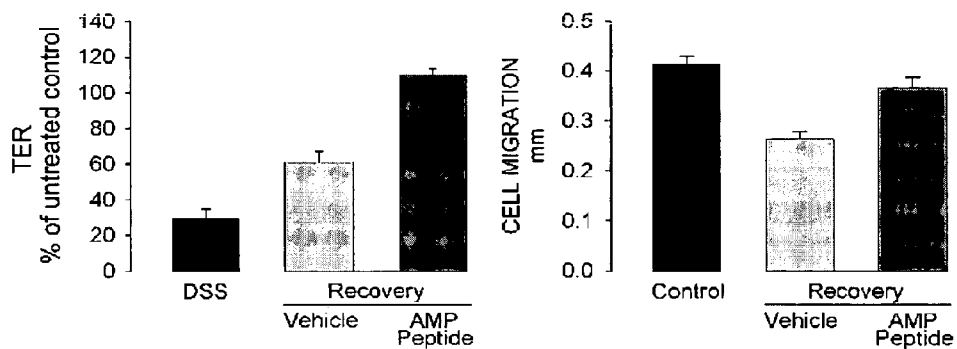 TER
% of untreated control
140
120
100
80
60
40
20
0
DSS
Recovery
Vehicle
AMP
Peptide
CELL MIGRATION
mm
0.5
0.4
0.3
0.2
0.1
0.0
Control
Recovery
Vehicle
AMP
Peptide